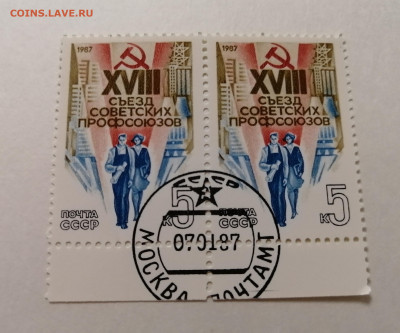 COINS.LAVE.RU
1987
XVIII
СЪЕЗД
СОВЕТСКИХ
ПРОФСОЮЗОВ
ПОЧТА
СССР
5 К
1987
XVIII
СЪЕЗД
СОВЕТСКИХ
ПРОФСОЮЗОВ
5 К
СССР
070187
МОСКВА ПОЧТАМТ